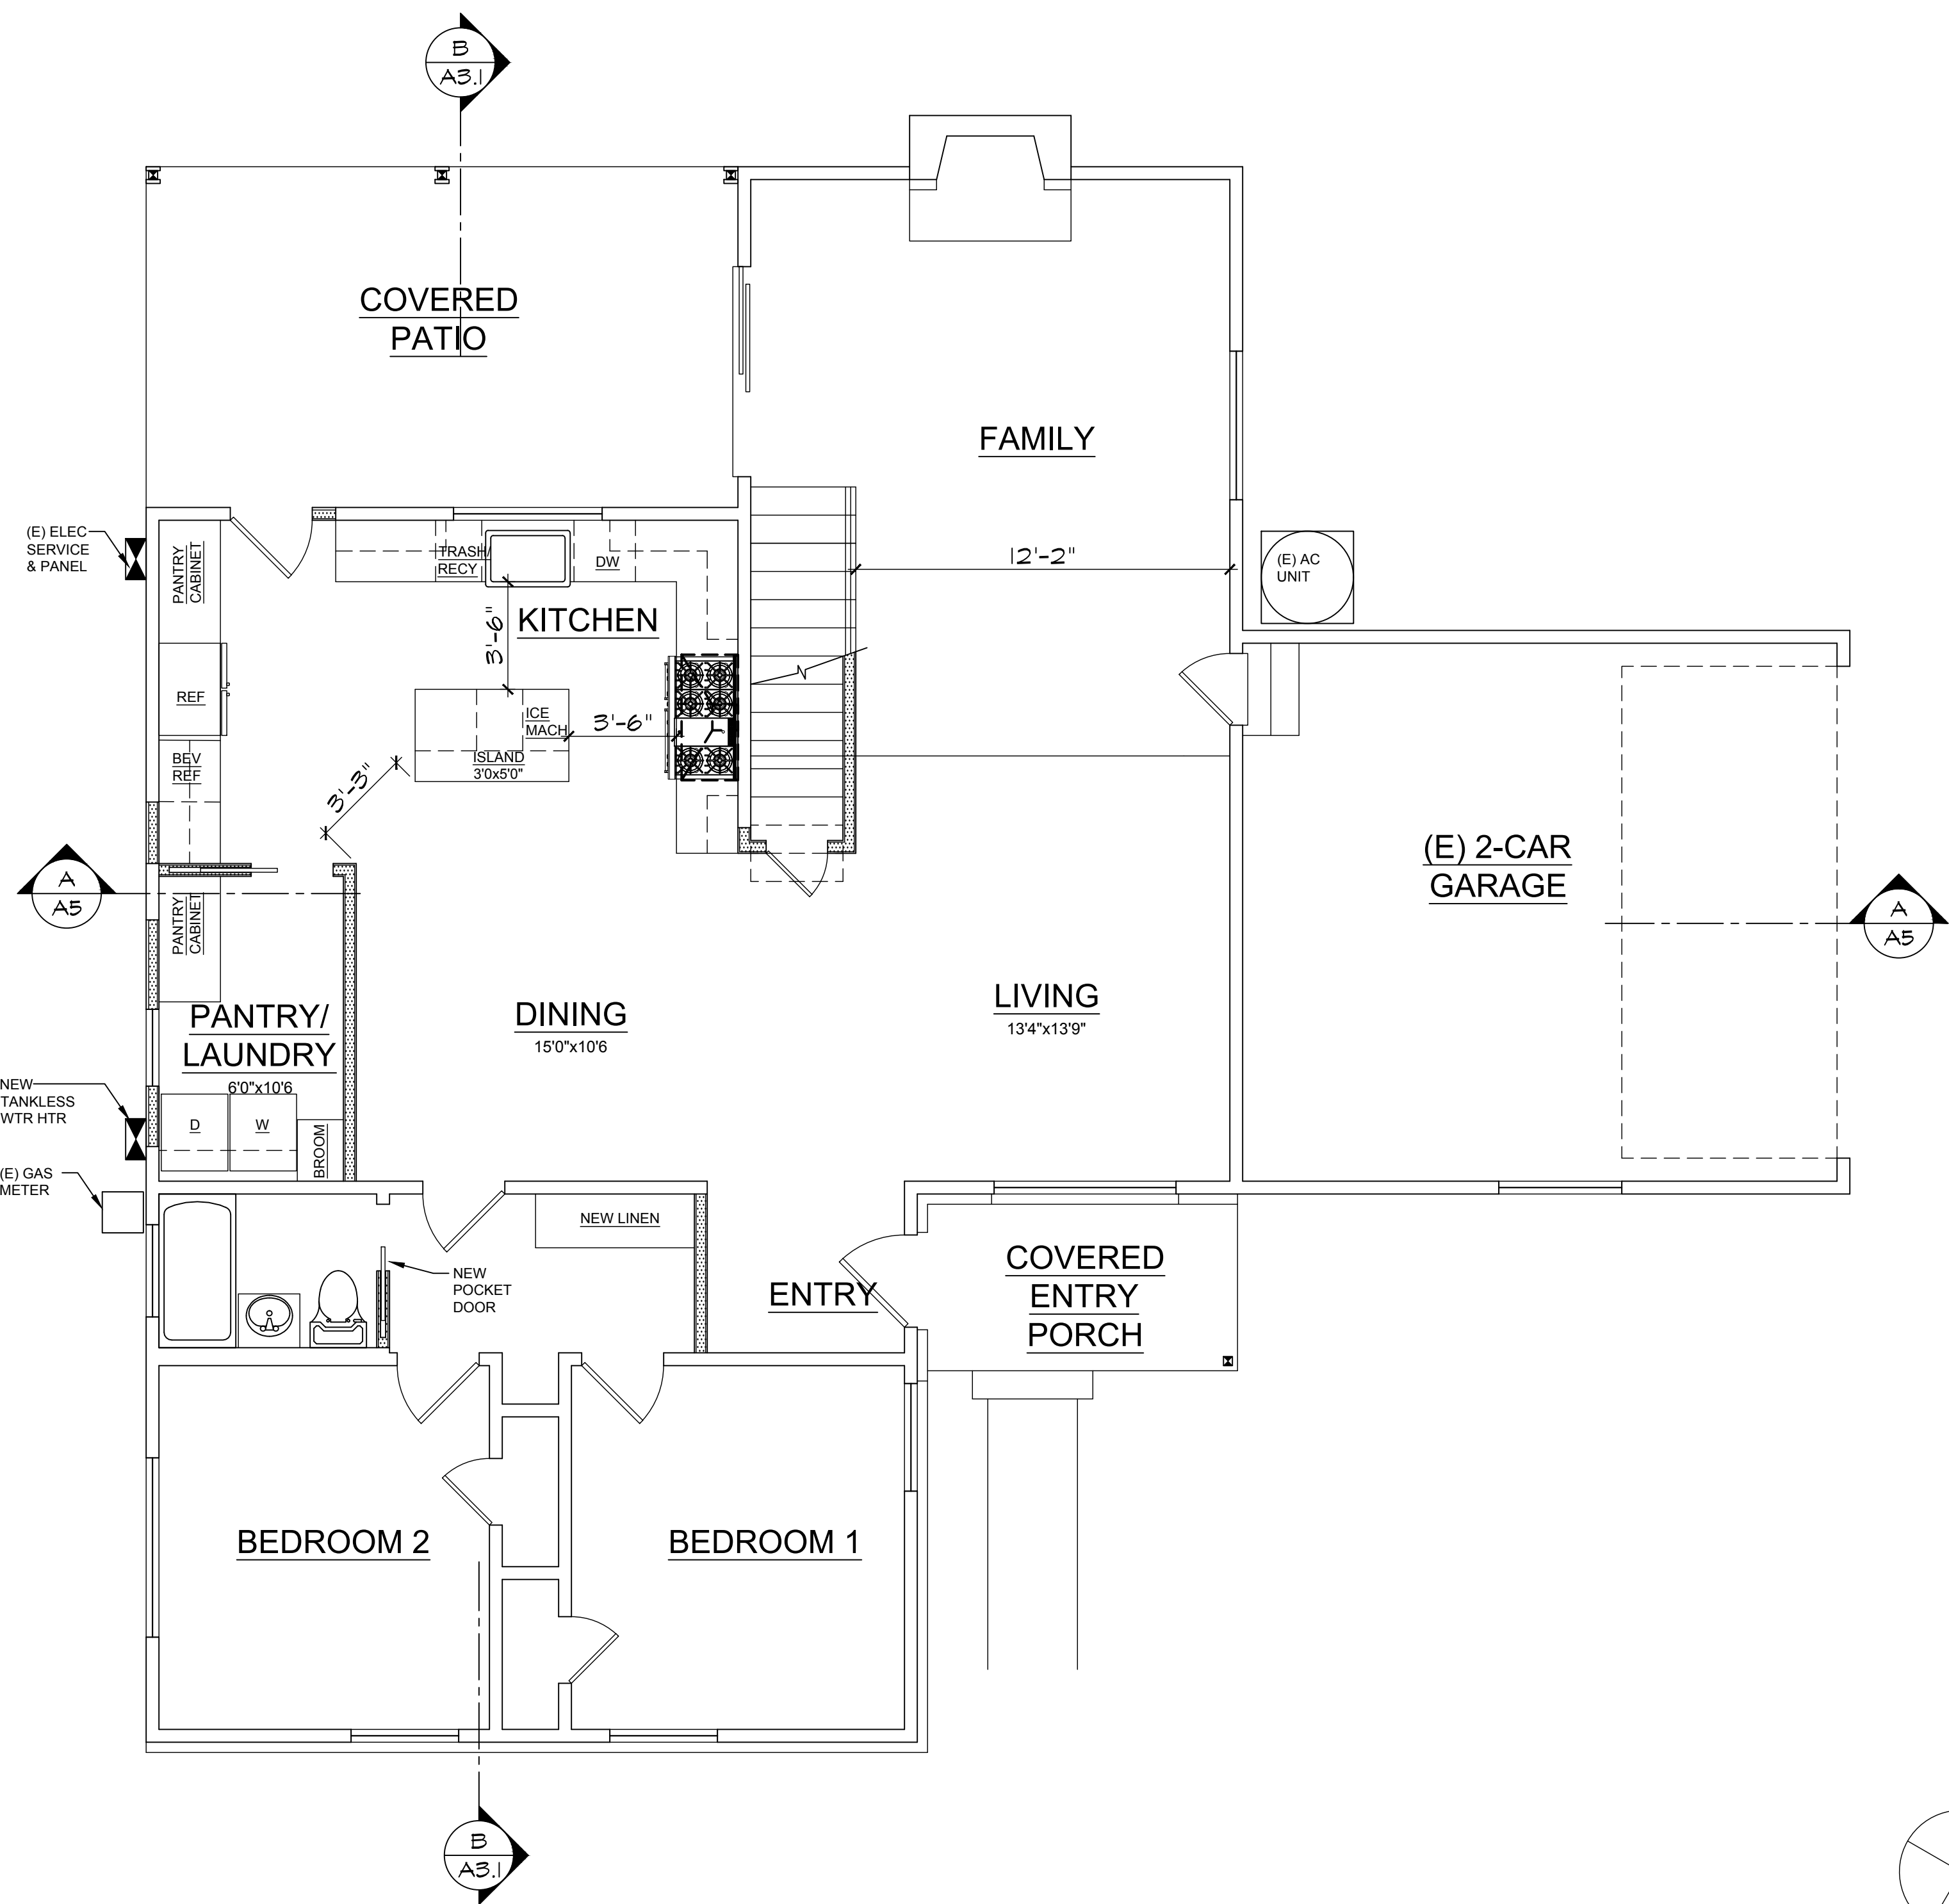 B
A3.1
COVERED
PATIO
FAMILY
(E) ELEC
SERVICE
& PANEL
PANTRY
CABINET
TRASH/
RECY
DW
12'-2"
(E) AC
UNIT
KITCHEN
3'-6"
REF
ICE
MACH
3'-6"
BEV
REF
ISLAND
3'0x5'0"
3'-3"
(E) 2-CAR
GARAGE
A
A5
PANTRY
CABINET
A
A5
PANTRY/
LAUNDRY
6'0"x10'6
DINING
15'0"x10'6
LIVING
13'4"x13'9"
NEW
TANKLESS
WTR HTR
D
W
BROOM
(E) GAS
METER
NEW LINEN
NEW
POCKET
DOOR
ENTRY
COVERED
ENTRY
PORCH
BEDROOM 2
BEDROOM 1
B
A3.1